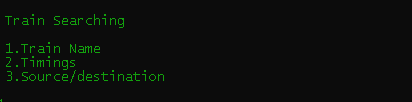 Train Searching
1.Train Name
2.Timings
3.Source/destination